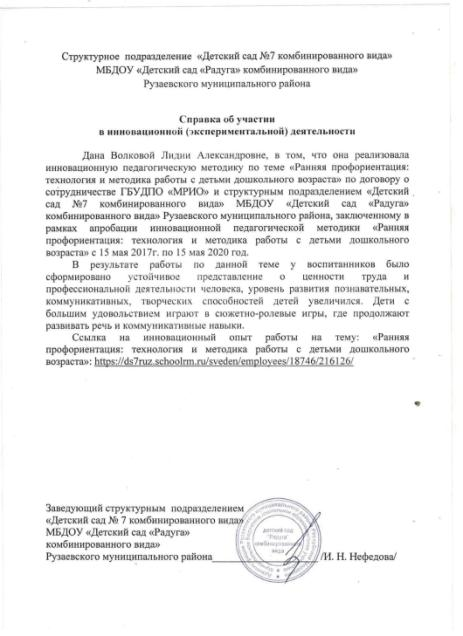 Структурное подразделение «Детский сад №7 комбинированного вида»
МБДОУ «Детский сад «Радуга» комбинированного вида»
Рузаевского муниципального района
Справка об участии
в инновационной (экспериментальной) деятельности
Дана Волковой Лидии Александровне, в том, что она реализовала
инновационную педагогическую методику по теме «Ранняя профориентация:
технология и методика работы с детьми дошкольного возраста» по договору о
сотрудничестве ГБУДПО «МРИО» и структурным подразделением «Детский
сад №7 комбинированного вида» МБДОУ «Детский сад «Радуга»
комбинированного вида» Рузаевского муниципального района, заключенному в
рамках апробации инновационной педагогической методики «Ранняя
профориентация: технология и методика работы с детьми дошкольного
возраста» с 15 мая 2017г. по 15 мая 2020 год.
В результате работы по данной теме у воспитанников было
сформировано устойчивое представление о ценности труда и
профессиональной деятельности человека, уровень развития познавательных,
коммуникативных, творческих способностей детей увеличился. Дети с
большим удовольствием играют в сюжетно-ролевые игры, где продолжают
развивать речь и коммуникативные навыки.
Ссылка на инновационный опыт работы на тему: «Ранняя
профориентация: технология и методика работы с детьми дошкольного
возраста»: https://ds7ruz.schoolrm.ru/sveden/employees/18746/216126/
Заведующий структурным подразделением
«Детский сад № 7 комбинированного вида»
МБДОУ «Детский сад «Радуга»
комбинированного вида»
Рузаевского муниципального района /И. Н. Нефедова/
детский сад
"Радуга"
комбинированного
вида